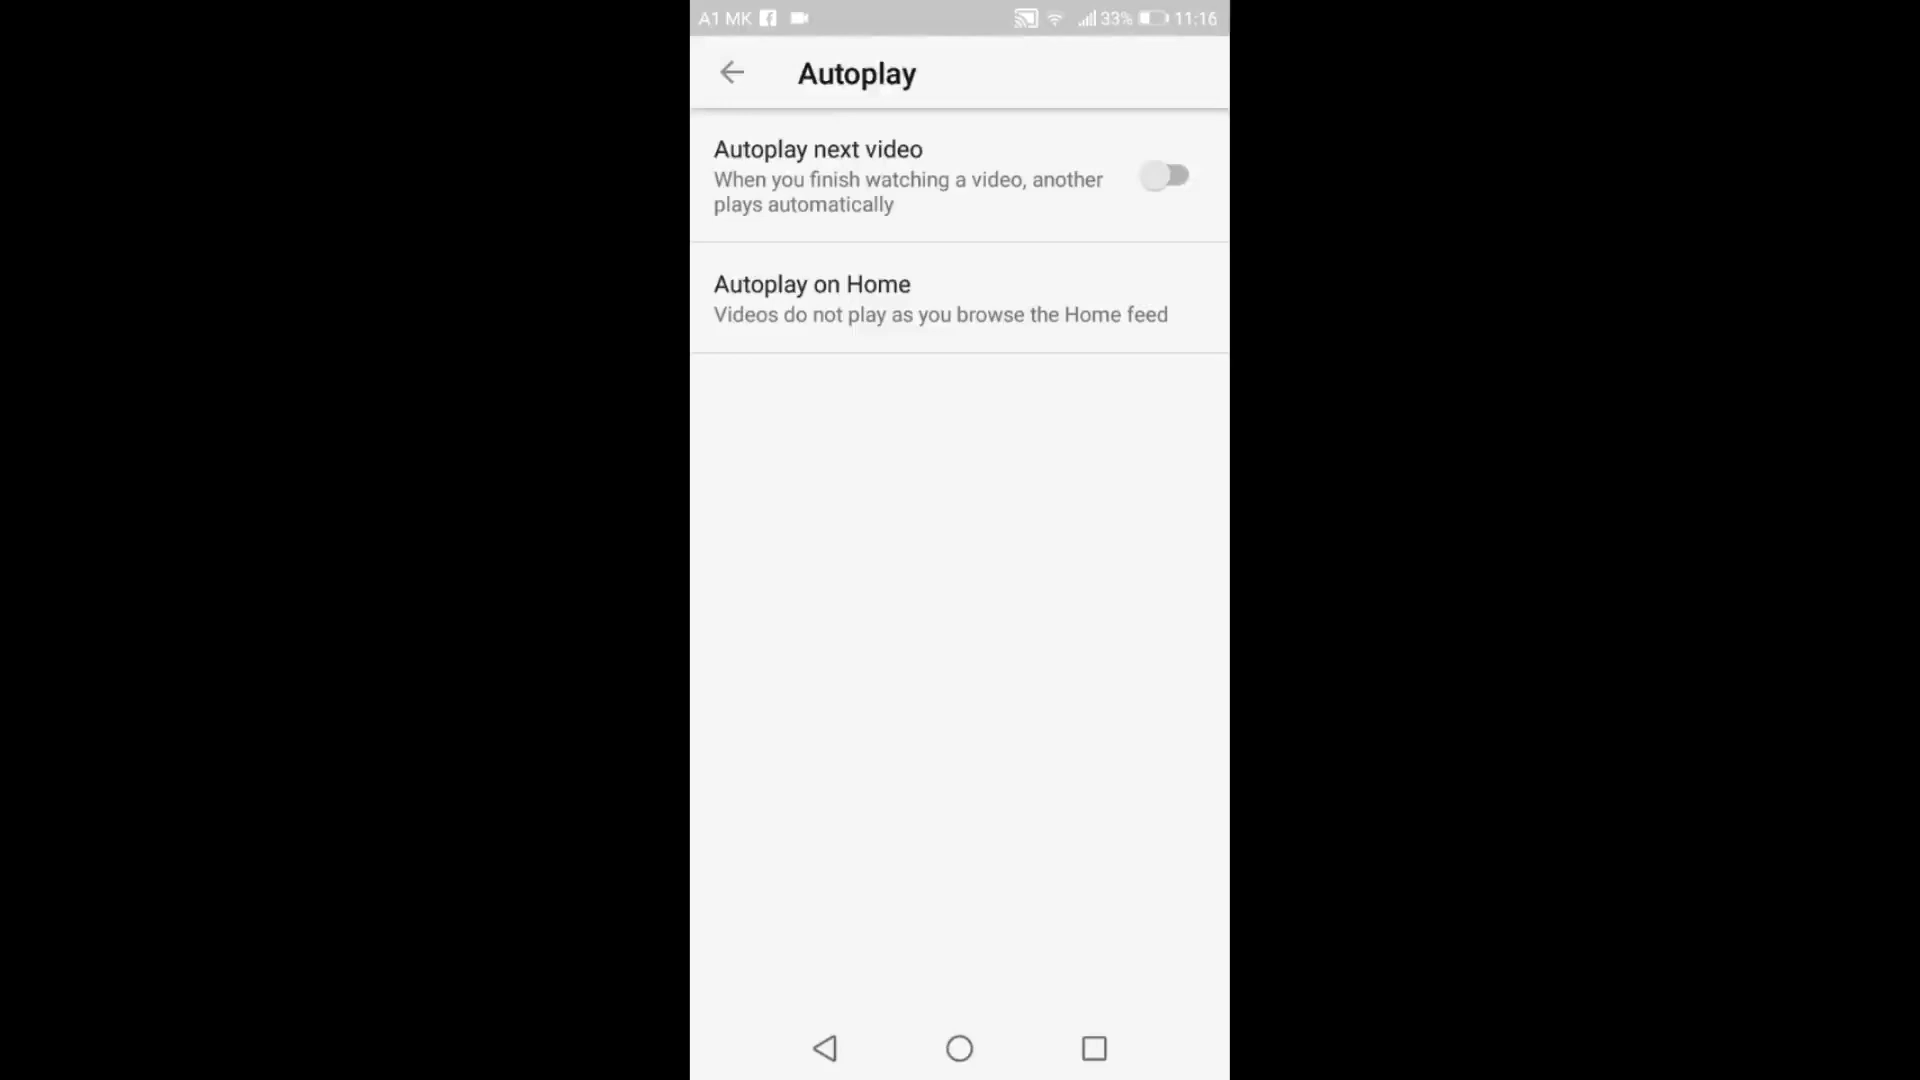 A1 MK 33% 11:16
Autoplay
Autoplay next video
When you finish watching a video, another
plays automatically
Autoplay on Home
Videos do not play as you browse the Home feed